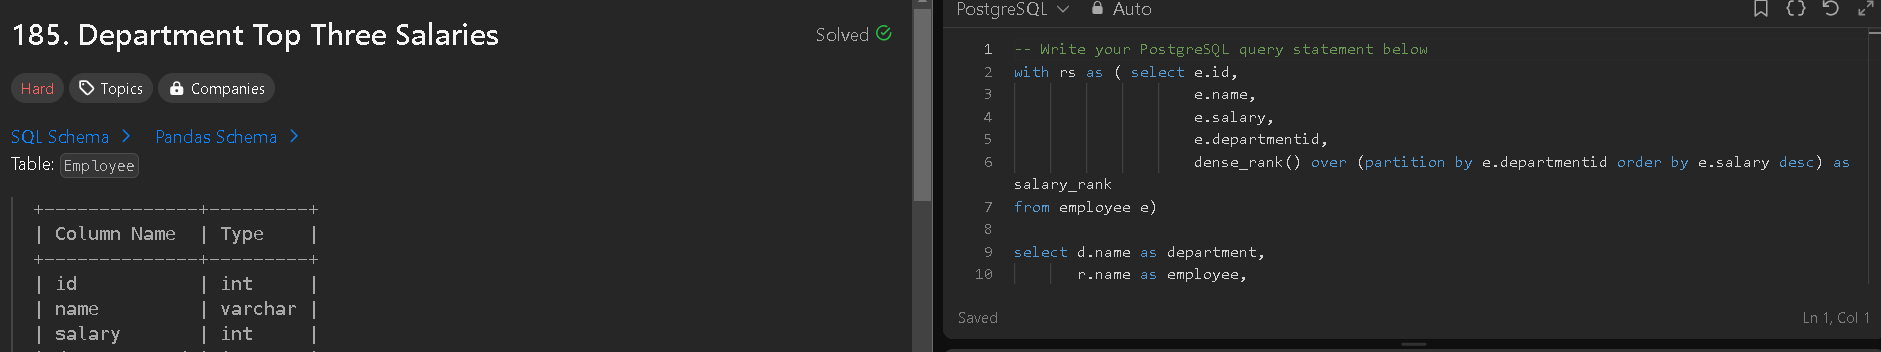 185. Department Top Three Salaries
Solved
Hard
Topics
Companies
SQL Schema >
Pandas Schema >
Table: Employee
+--------------+---------+
| Column Name  | Type    |
+--------------+---------+
| id           | int     |
| name         | varchar |
| salary       | int     |
PostgreSQL
Auto
1 -- Write your PostgreSQL query statement below
2 with rs as ( select e.id,
3 e.name,
4 e.salary,
5 e.departmentid,
6 dense_rank() over (partition by e.departmentid order by e.salary desc) as
salary_rank
7 from employee e)
8
9 select d.name as department,
10 r.name as employee,
Saved
Ln 1, Col 1